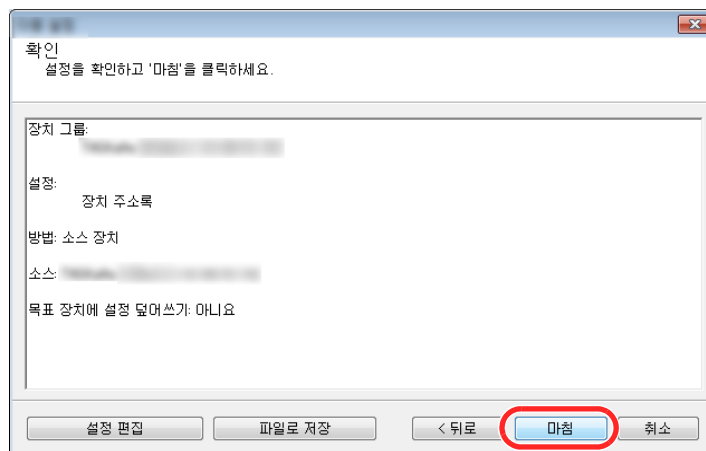 확인
설정을 확인하고 '마침'을 클릭하세요.
장치 그룹:
설정:
장치 주소록
방법: 소스 장치
소스:
목표 장치에 설정 덮어쓰기: 아니요
설정 편집
파일로 저장
< 뒤로
마침
취소